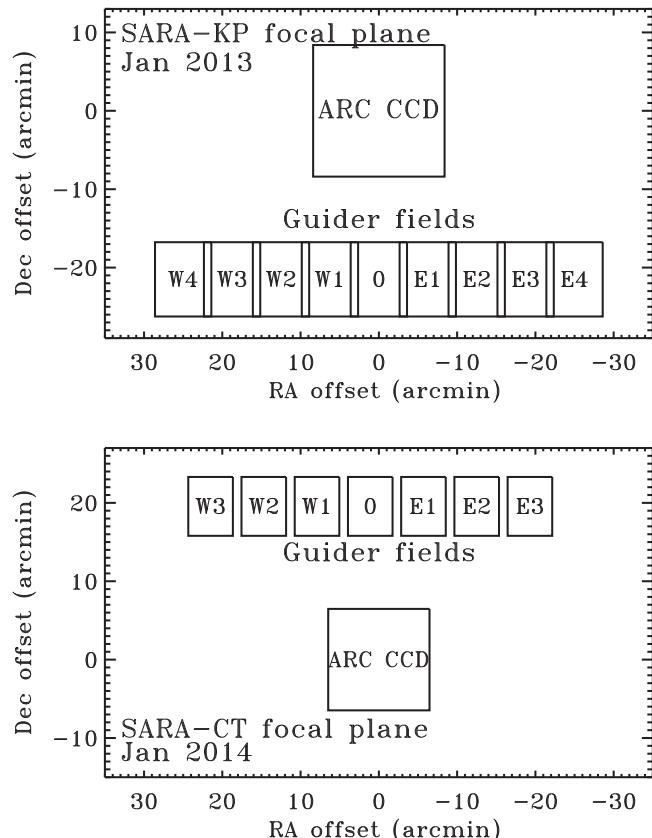 SARA-KP focal plane
Jan 2013
ARC CCD
Guider fields
W4 W3 W2 W1 0 E1 E2 E3 E4
Dec offset (arcmin)
10
0
-10
-20
30 20 10 0 -10 -20 -30
RA offset (arcmin)
W3 W2 W1 0 E1 E2 E3
Guider fields
ARC CCD
SARA-CT focal plane
Jan 2014
Dec offset (arcmin)
20
10
0
-10
30 20 10 0 -10 -20 -30
RA offset (arcmin)